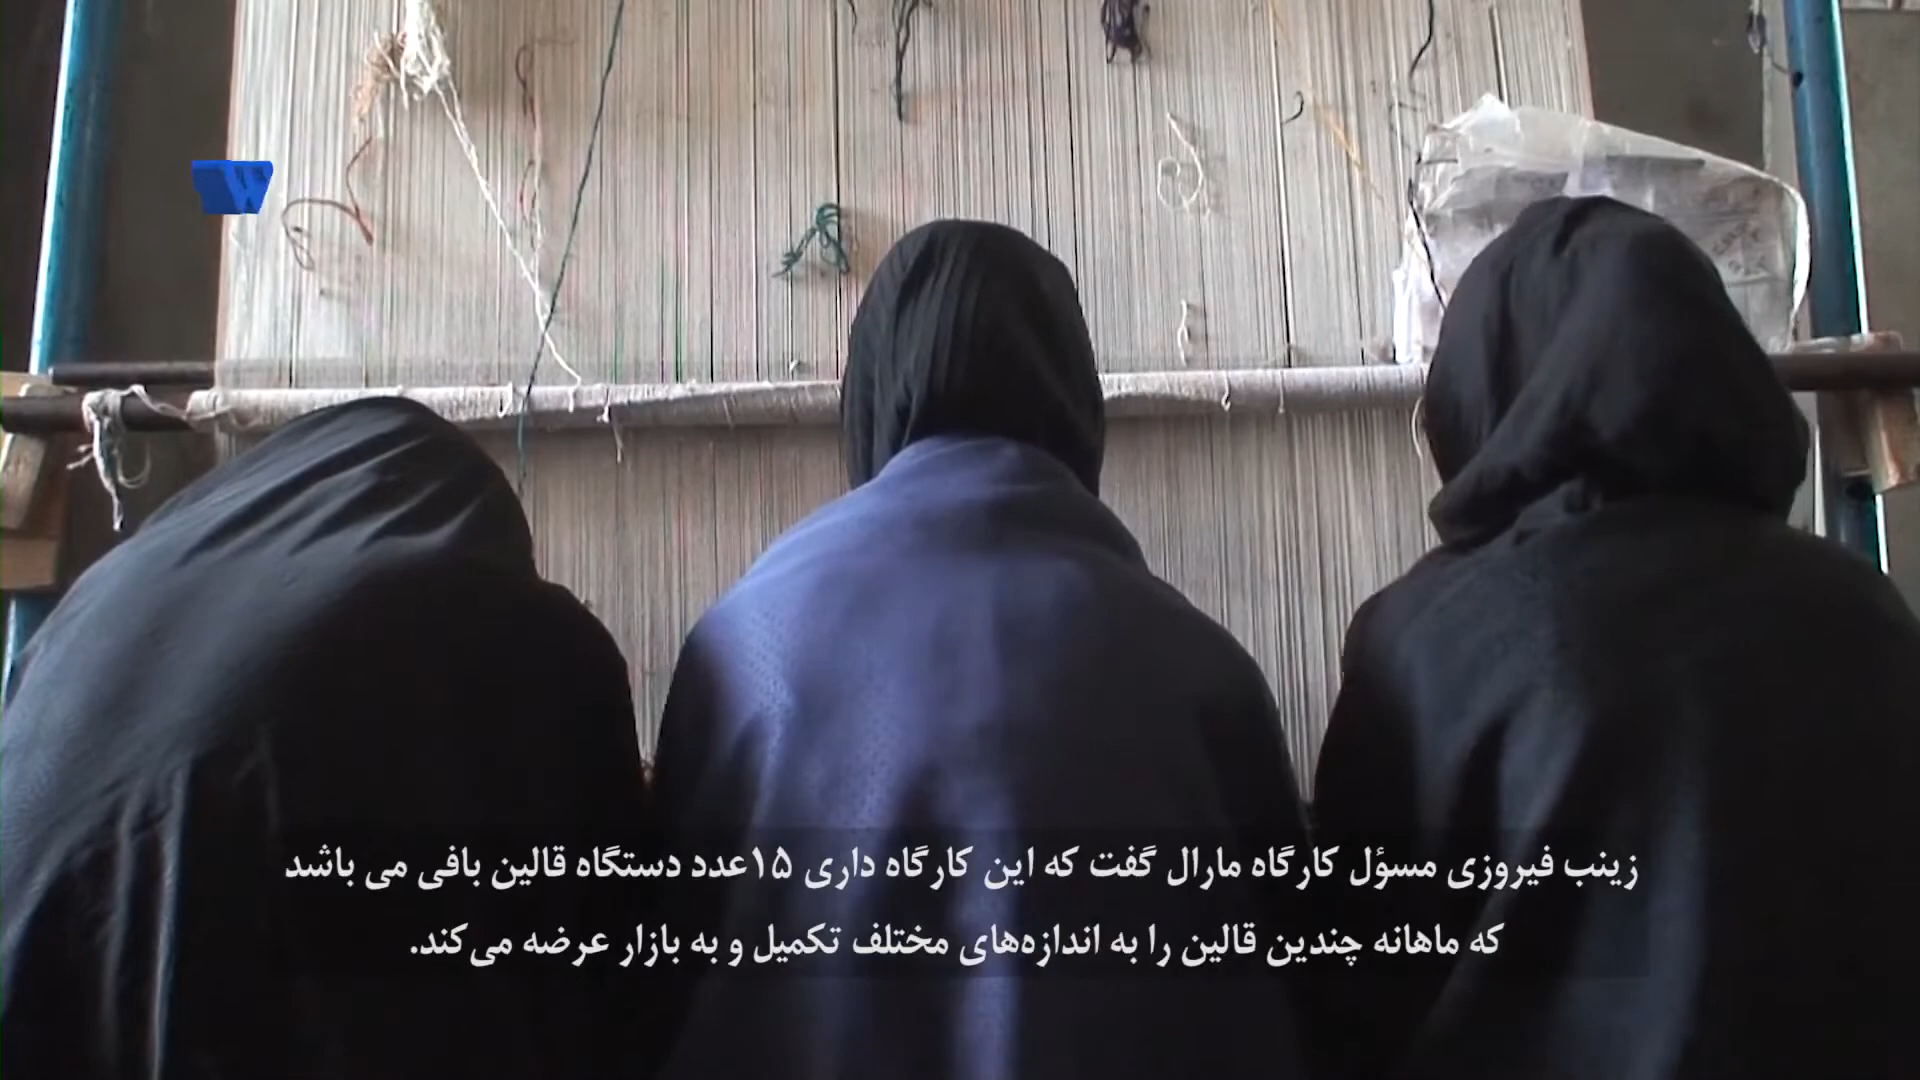 W
زینب فیروزی مسؤل کارگاه مارال گفت که این کارگاه داری ۱۵عدد دستگاه قالین بافی می باشد
که ماهانه چندین قالین را به اندازه‌های مختلف تکمیل و به بازار عرضه می‌کند.